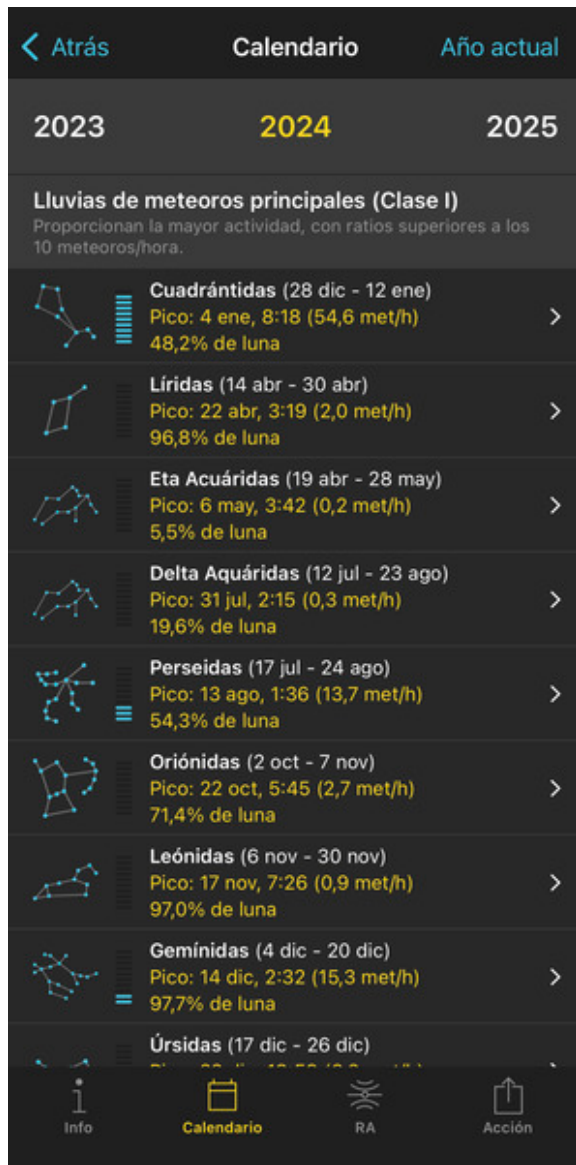 Atrás Calendario Año actual
2023 2024 2025
Lluvias de meteoros principales (Clase I)
Proporcionan la mayor actividad, con ratios superiores a los
10 meteoros/hora.
Cuadrántidas (28 dic - 12 ene)
Pico: 4 ene, 8:18 (54,6 met/h)
48,2% de luna
Líridas (14 abr - 30 abr)
Pico: 22 abr, 3:19 (2,0 met/h)
96,8% de luna
Eta Acuáridas (19 abr - 28 may)
Pico: 6 may, 3:42 (0,2 met/h)
5,5% de luna
Delta Aquáridas (12 jul - 23 ago)
Pico: 31 jul, 2:15 (0,3 met/h)
19,6% de luna
Perseidas (17 jul - 24 ago)
Pico: 13 ago, 1:36 (13,7 met/h)
54,3% de luna
Oriónidas (2 oct - 7 nov)
Pico: 22 oct, 5:45 (2,7 met/h)
71,4% de luna
Leónidas (6 nov - 30 nov)
Pico: 17 nov, 7:26 (0,9 met/h)
97,0% de luna
Gemínidas (4 dic - 20 dic)
Pico: 14 dic, 2:32 (15,3 met/h)
97,7% de luna
Úrsidas (17 dic - 26 dic)
Info Calendario RA Acción